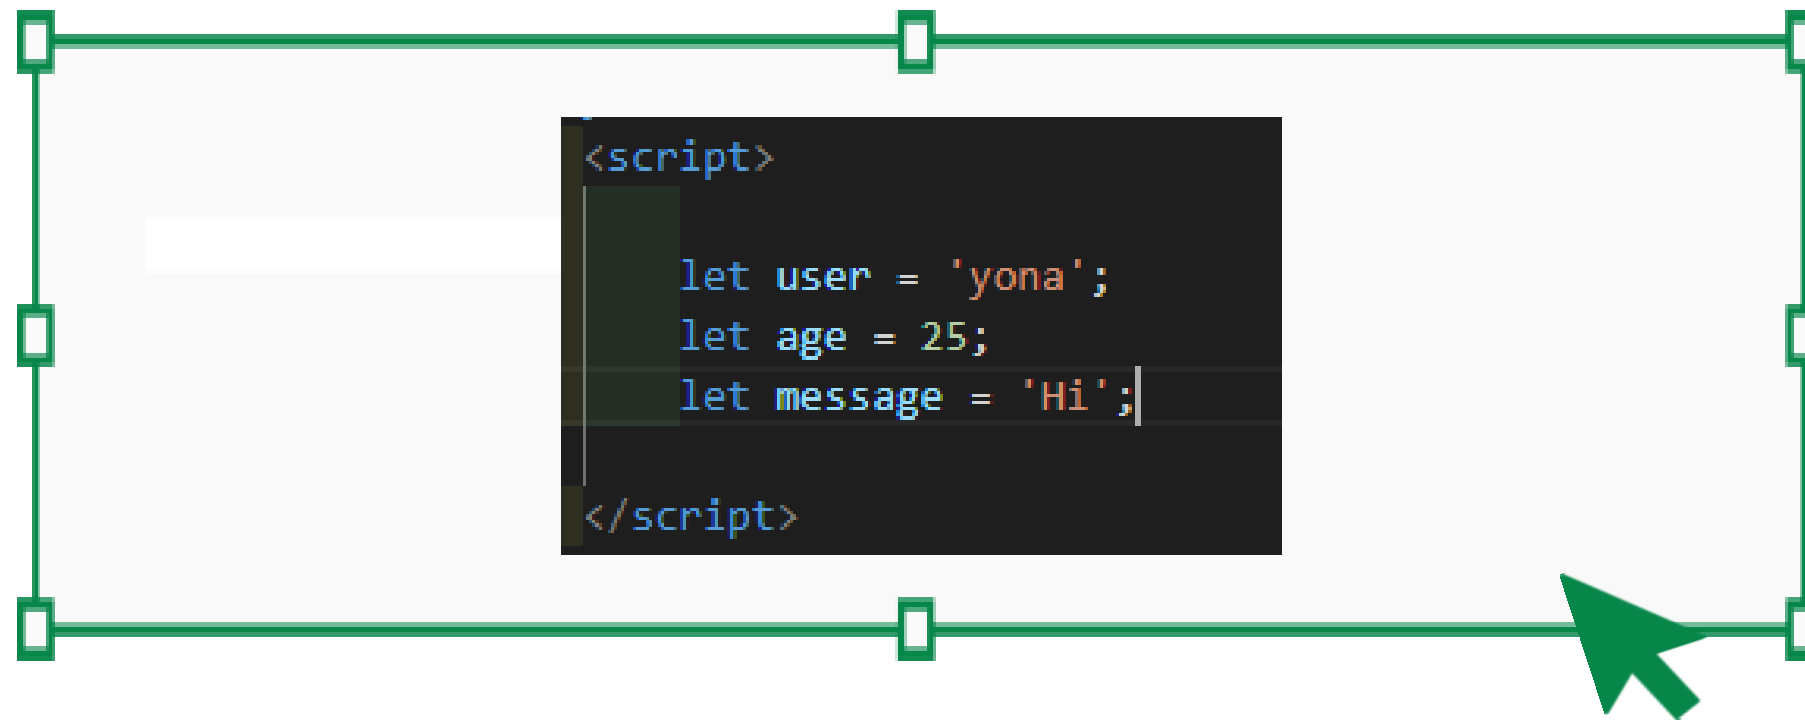 <script>
let user = 'yona';
let age = 25;
let message = 'Hi';
</script>